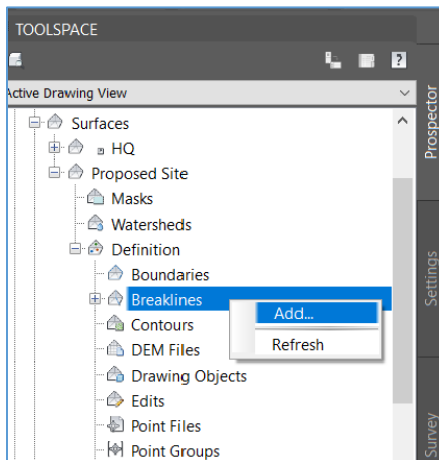 TOOLSPACE
?
Active Drawing View
Surfaces
HQ
Proposed Site
Masks
Watersheds
Definition
Boundaries
Breaklines
Add...
Contours
Refresh
DEM Files
Drawing Objects
Edits
Point Files
Point Groups
Prospector
Settings
Survey